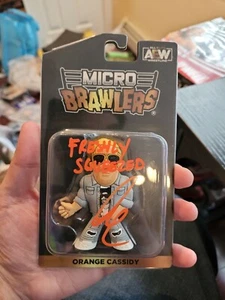 AEW
MICRO
BRAWLERS
FRESHLY
SQUEEZED
ORANGE CASSIDY